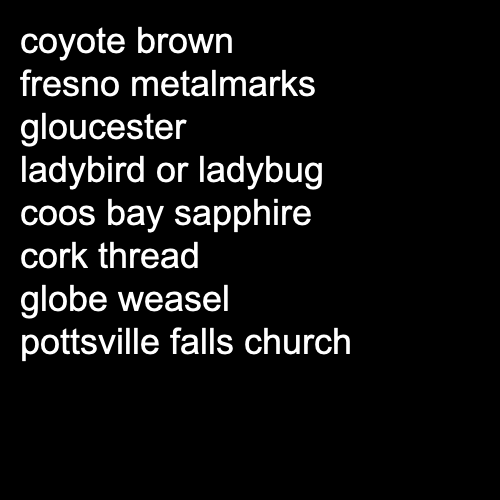 coyote brown
fresno metalmarks
gloucester
ladybird or ladybug
coos bay sapphire
cork thread
globe weasel
pottsville falls church